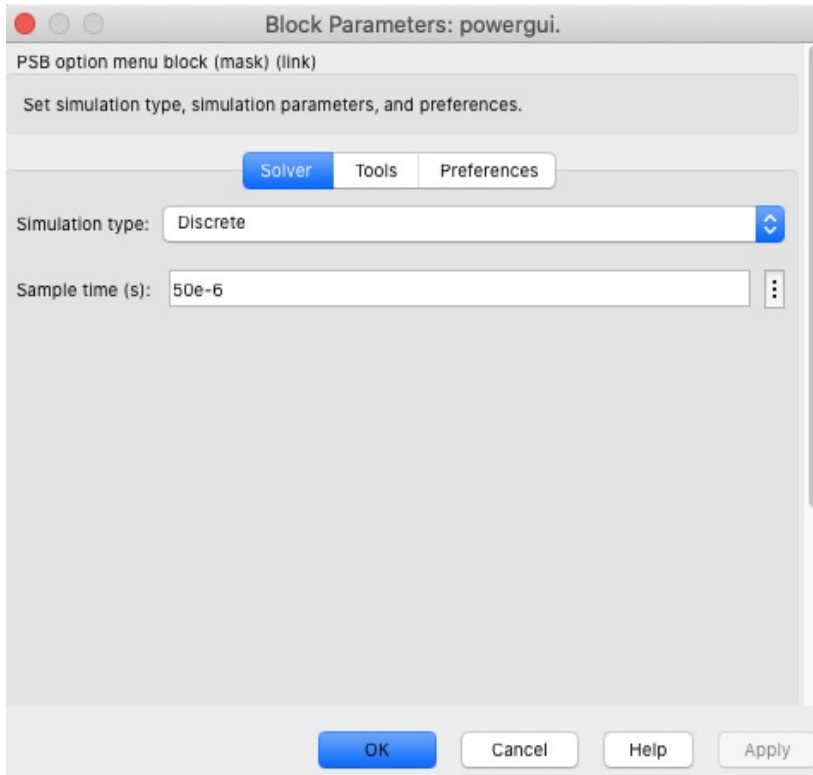 Block Parameters: powergui.
PSB option menu block (mask) (link)
Set simulation type, simulation parameters, and preferences.
Solver Tools Preferences
Simulation type: Discrete
Sample time (s): 50e-6
OK Cancel Help Apply